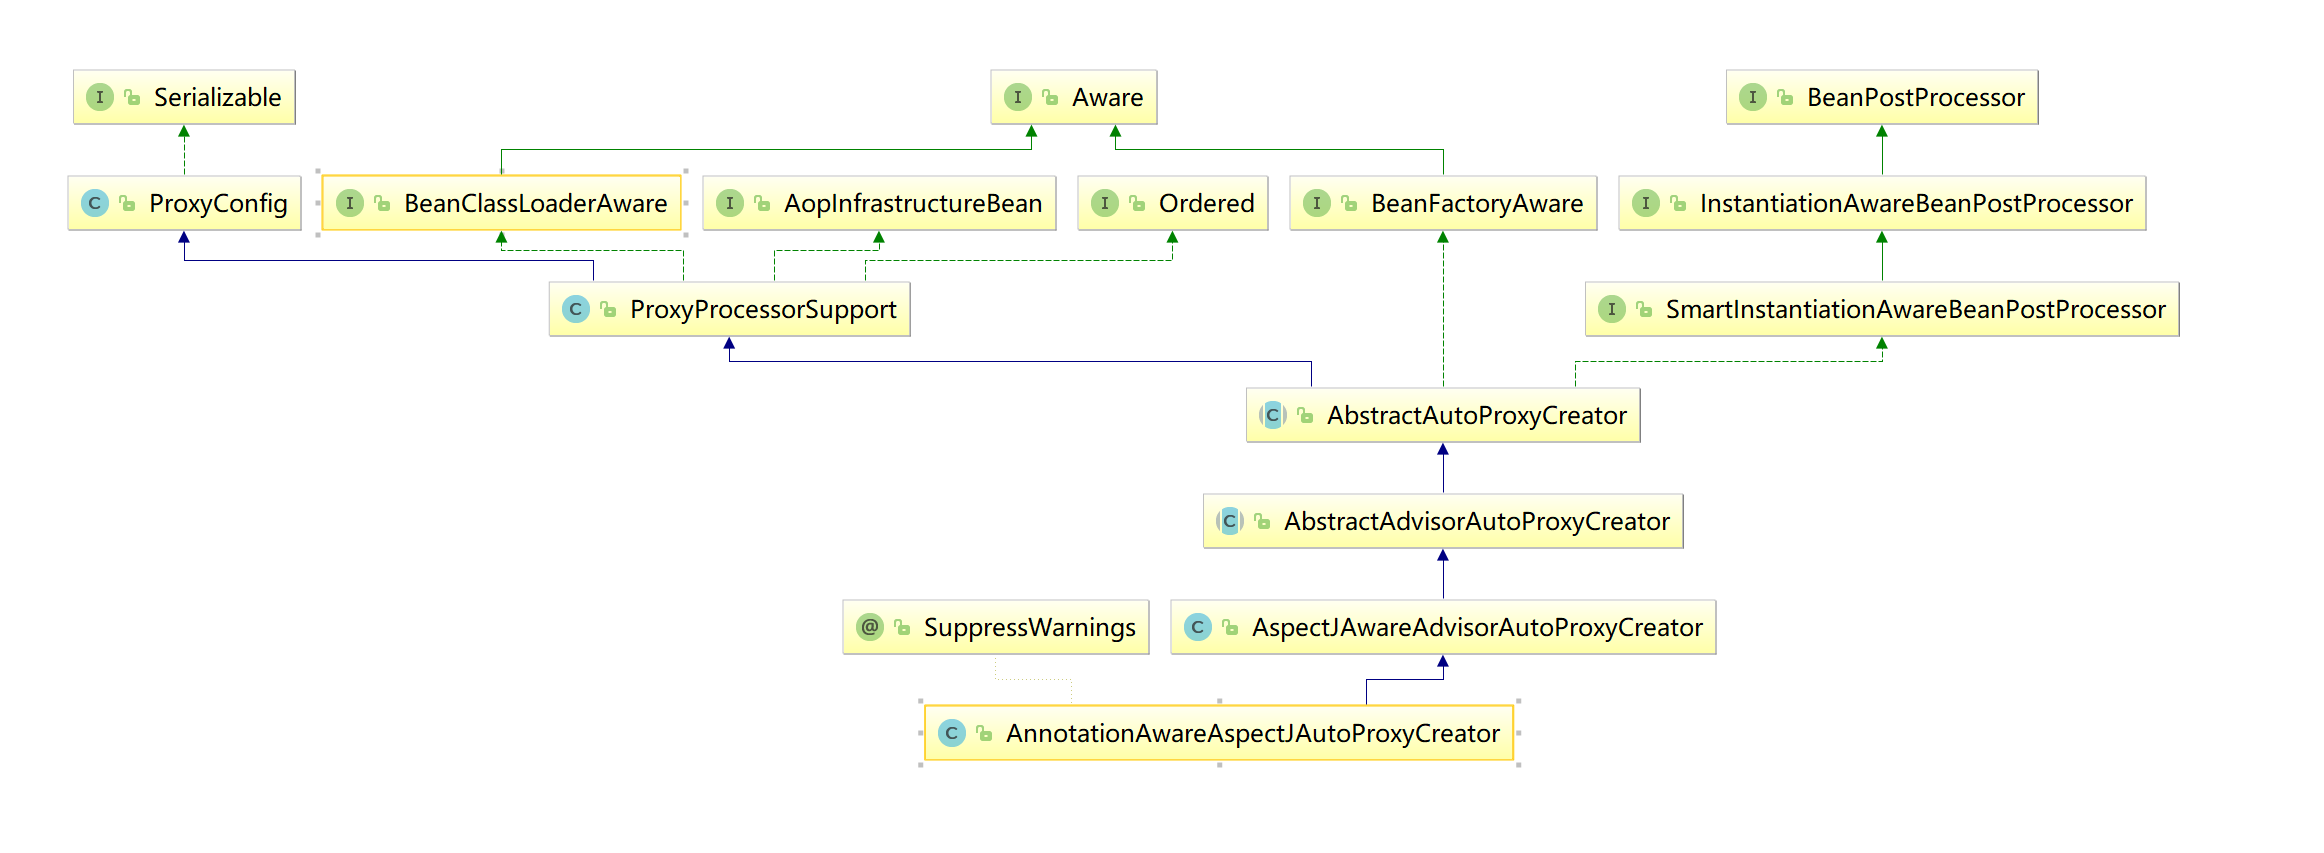 Serializable
Aware
BeanPostProcessor
ProxyConfig
BeanClassLoaderAware
AopInfrastructureBean
Ordered
BeanFactoryAware
InstantiationAwareBeanPostProcessor
ProxyProcessorSupport
SmartInstantiationAwareBeanPostProcessor
AbstractAutoProxyCreator
AbstractAdvisorAutoProxyCreator
SuppressWarnings
AspectJAwareAdvisorAutoProxyCreator
AnnotationAwareAspectJAutoProxyCreator